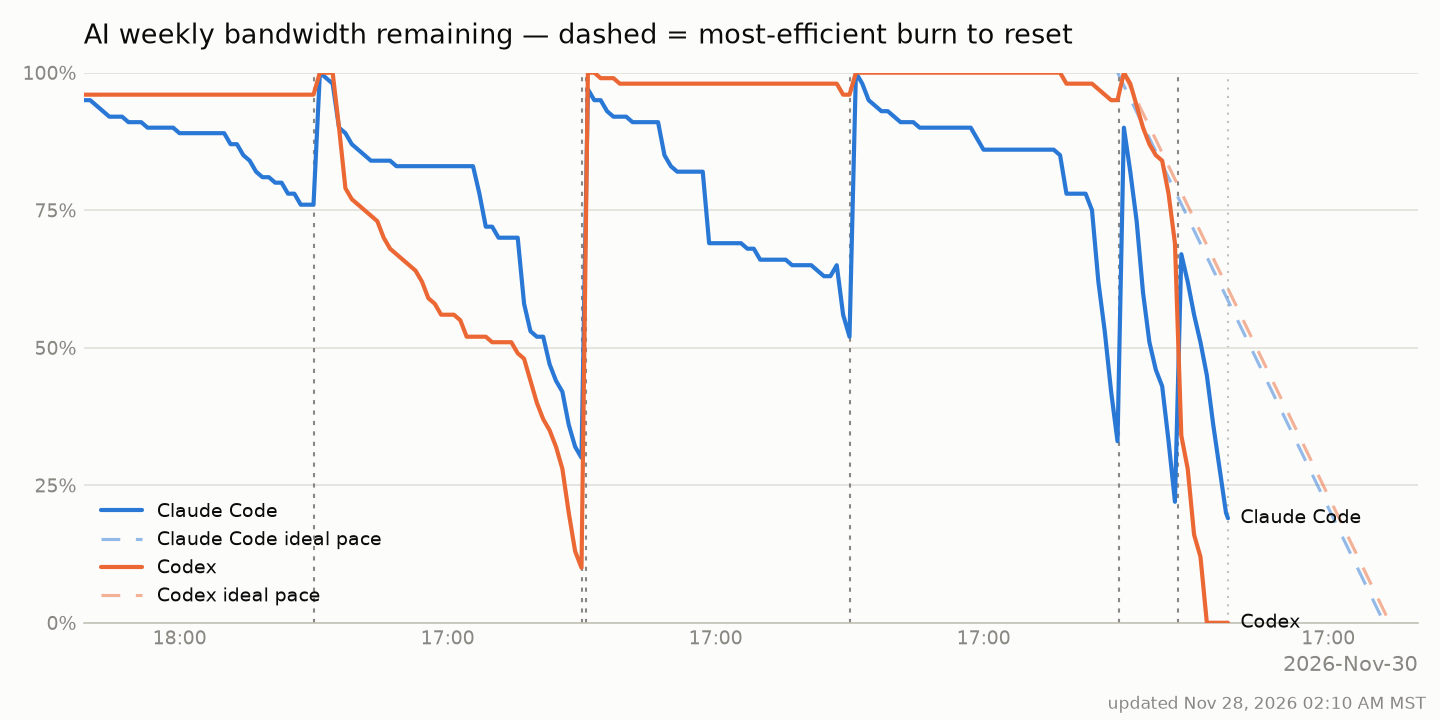 AI weekly bandwidth remaining — dashed = most-efficient burn to reset
100%
75%
50%
25%
0%
Claude Code
Claude Code ideal pace
Codex
Codex ideal pace
Claude Code
Codex
18:00
17:00
17:00
17:00
17:00
2026-Nov-30
updated Nov 28, 2026 02:10 AM MST